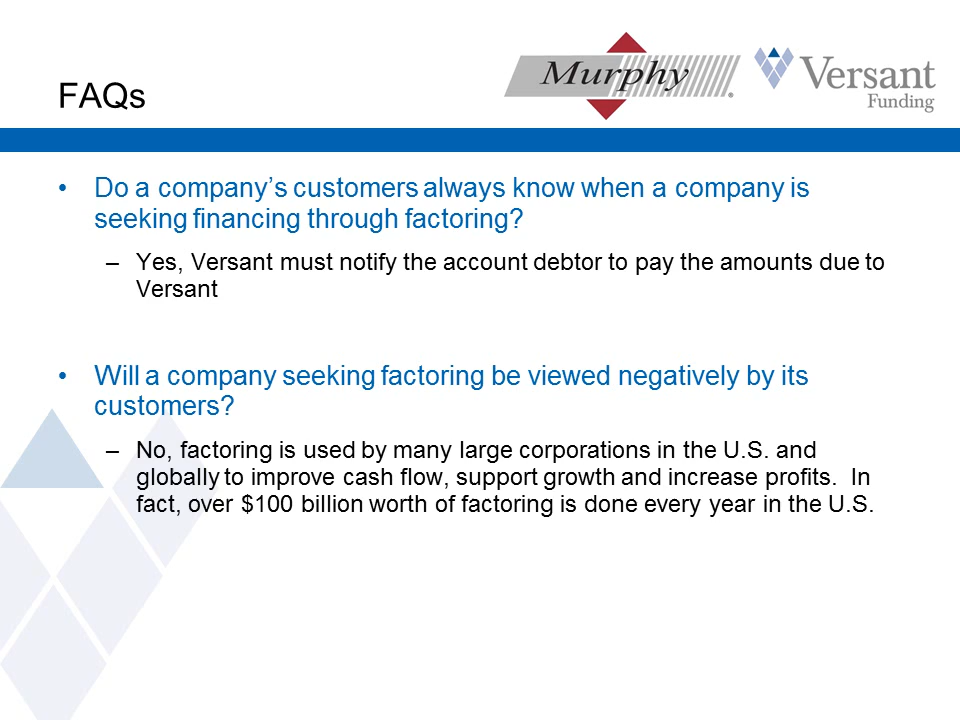 FAQs
Murphy
Versant
Funding
• Do a company’s customers always know when a company is
seeking financing through factoring?
– Yes, Versant must notify the account debtor to pay the amounts due to
Versant
• Will a company seeking factoring be viewed negatively by its
customers?
– No, factoring is used by many large corporations in the U.S. and
globally to improve cash flow, support growth and increase profits.  In
fact, over $100 billion worth of factoring is done every year in the U.S.